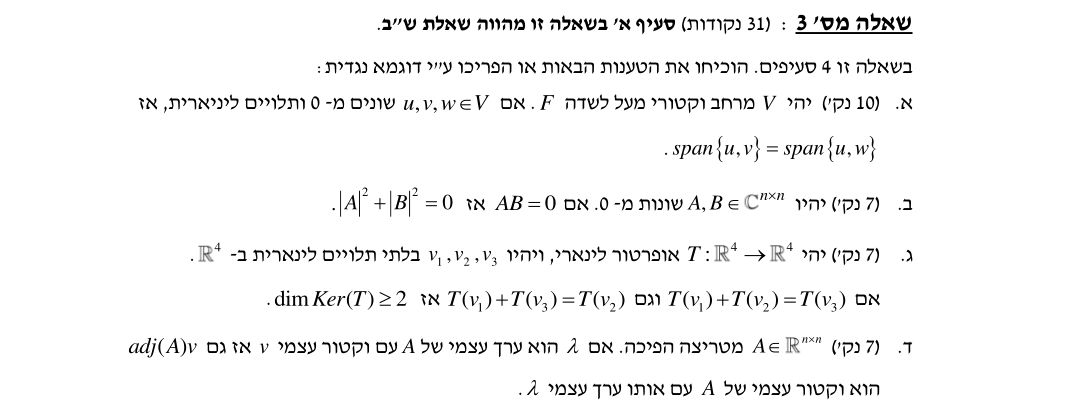 שאלה מס׳ 3 : (31 נקודות) סעיף א׳ בשאלה זו מהווה שאלת ש״ב.
בשאלה זו 4 סעיפים. הוכיחו את הטענות הבאות או הפריכו ע״י דוגמא נגדית :
א. (10 נק׳) יהי V מרחב וקטורי מעל לשדה F . אם u, v, w ∈ V שונים מ- 0 ותלויים ליניארית, אז
span{u, v} = span{u, w} .
ב. (7 נק׳) יהיו A, B ∈ ℂⁿˣⁿ שונות מ- 0. אם AB = 0 אז |A|² + |B|² = 0 .
ג. (7 נק׳) יהי T : ℝ⁴ → ℝ⁴ אופרטור לינארי, ויהיו v₁, v₂, v₃ בלתי תלויים לינארית ב- ℝ⁴ .
אם T(v₁) + T(v₂) = T(v₃) וגם T(v₁) + T(v₃) = T(v₂) אז dim Ker(T) ≥ 2 .
ד. (7 נק׳) A ∈ ℝⁿˣⁿ מטריצה הפיכה. אם λ הוא ערך עצמי של A עם וקטור עצמי v אז גם adj(A)v
הוא וקטור עצמי של A עם אותו ערך עצמי λ .